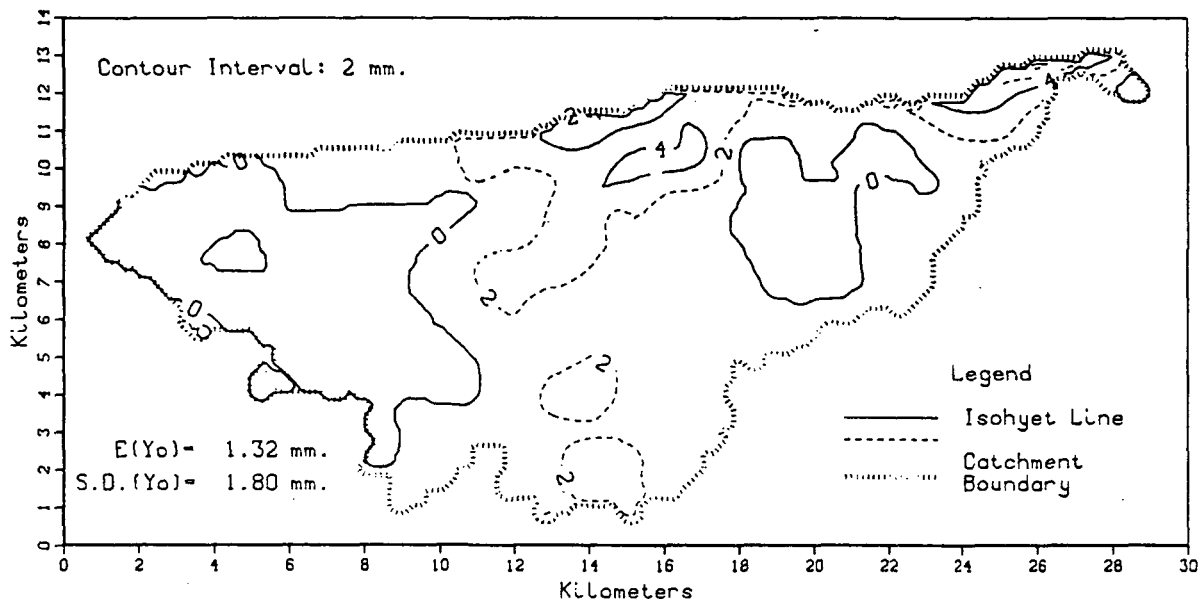 14
13
12
11
10
9
8
7
6
5
4
3
2
1
0
Kilometers
Contour Interval: 2 mm.
0
0
0
2
4
2
2
0
4
2
2
E(Yo)= 1.32 mm.
S.D.(Yo)= 1.80 mm.
Legend
Isohyet Line
Catchment
Boundary
0 2 4 6 8 10 12 14 16 18 20 22 24 26 28 30
Kilometers